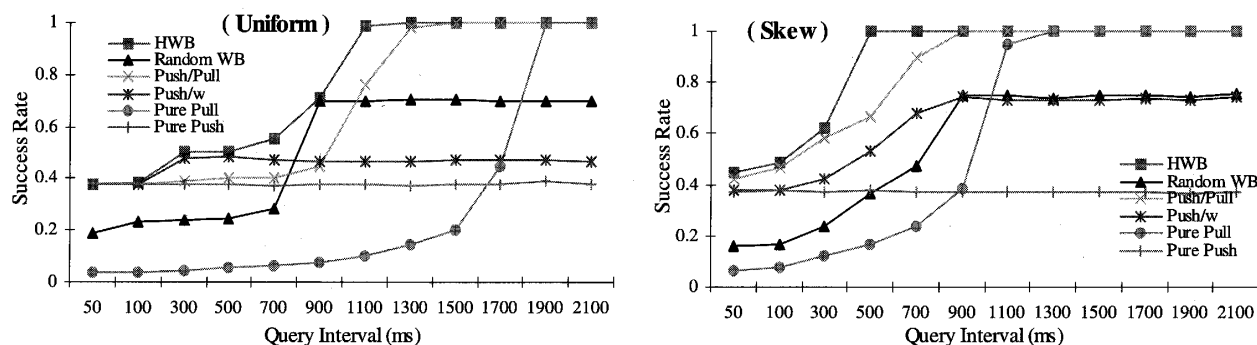 ( Uniform )
Success Rate
1
0.8
0.6
0.4
0.2
0
HWB
Random WB
Push/Pull
Push/w
Pure Pull
Pure Push
50 100 300 500 700 900 1100 1300 1500 1700 1900 2100
Query Interval (ms)
( Skew )
Success Rate
1
0.8
0.6
0.4
0.2
0
HWB
Random WB
Push/Pull
Push/w
Pure Pull
Pure Push
50 100 300 500 700 900 1100 1300 1500 1700 1900 2100
Query Interval (ms)